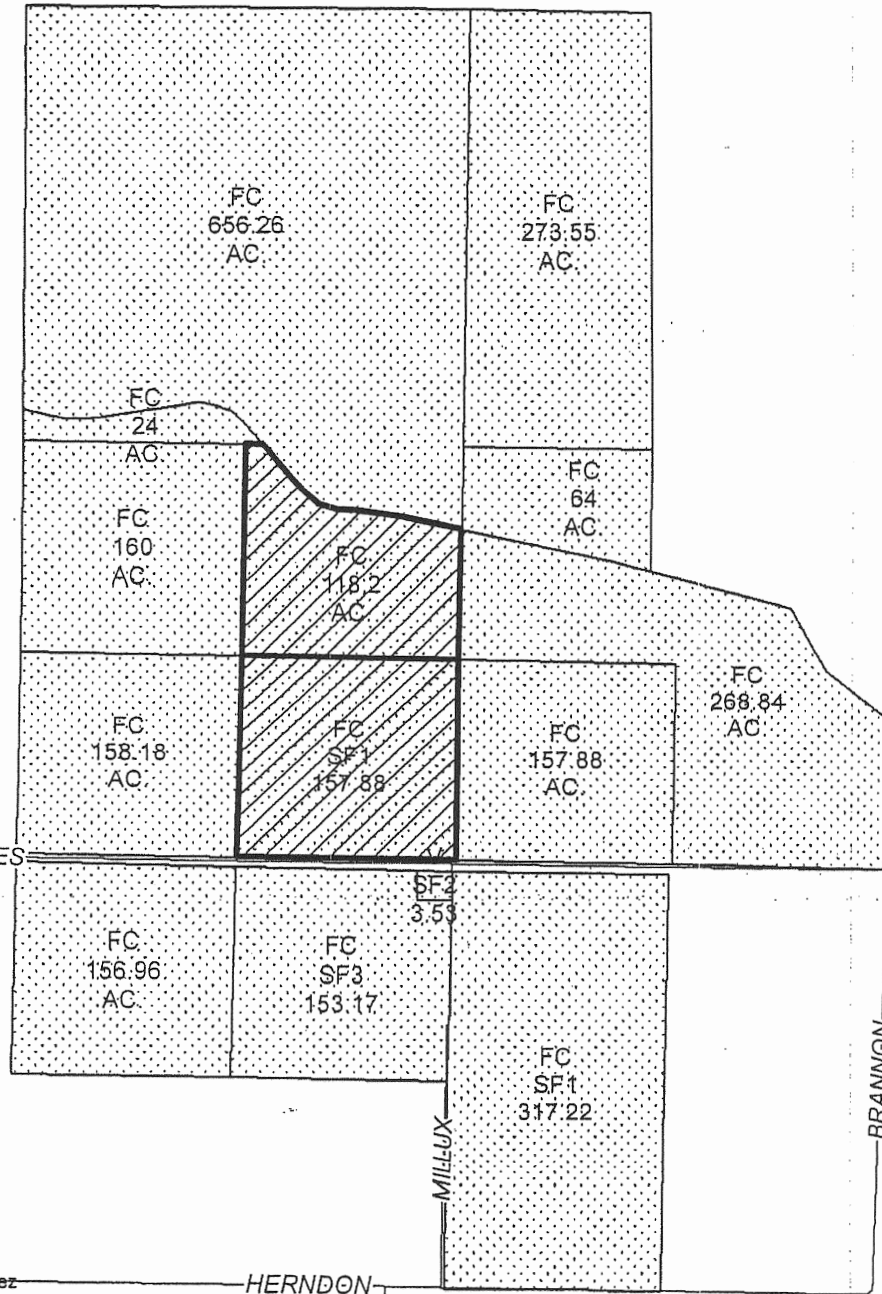 FC
656.26
AC.
FC
273.55
AC.
FC
24
AC.
FC
64
AC.
FC
160
AC.
FC
118.2
AC.
FC
268.84
AC.
FC
158.18
AC.
FC
SF1
157.88
FC
157.88
AC.
ES
SF2
3.53
FC
156.96
AC.
FC
SF3
153.17
FC
SF1
317.22
MILLUX
BRANNON
ez
HERNDON